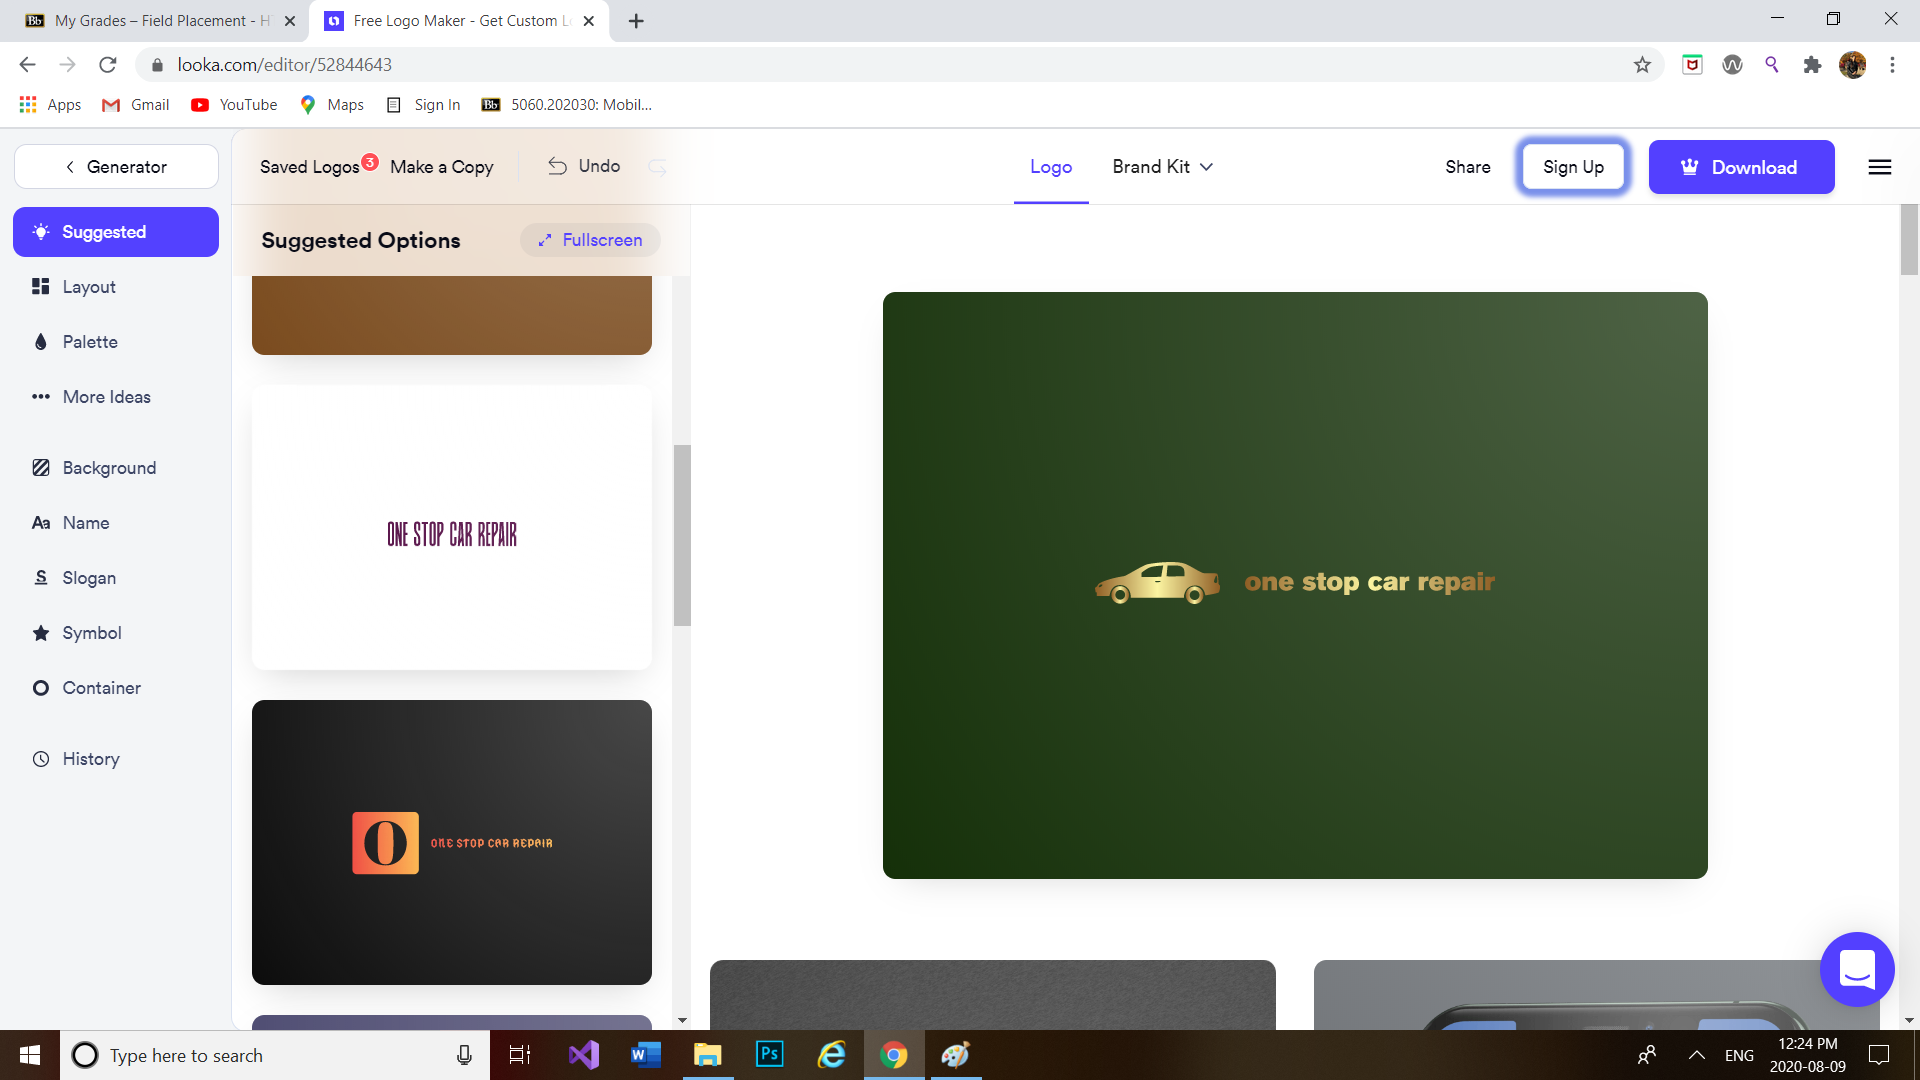 My Grades – Field Placement - H
Free Logo Maker - Get Custom L
looka.com/editor/52844643
Apps
Gmail
YouTube
Maps
Sign In
Bb
5060.202030: Mobil...
Generator
Saved Logos
3
Make a Copy
Undo
Logo
Brand Kit
Share
Sign Up
Download
Suggested
Layout
Palette
More Ideas
Background
Aa
Name
S
Slogan
Symbol
Container
History
Suggested Options
Fullscreen
ONE STOP CAR REPAIR
O
ONE STOP CAR REPAIR
one stop car repair
Type here to search
W
Ps
ENG
12:24 PM
2020-08-09